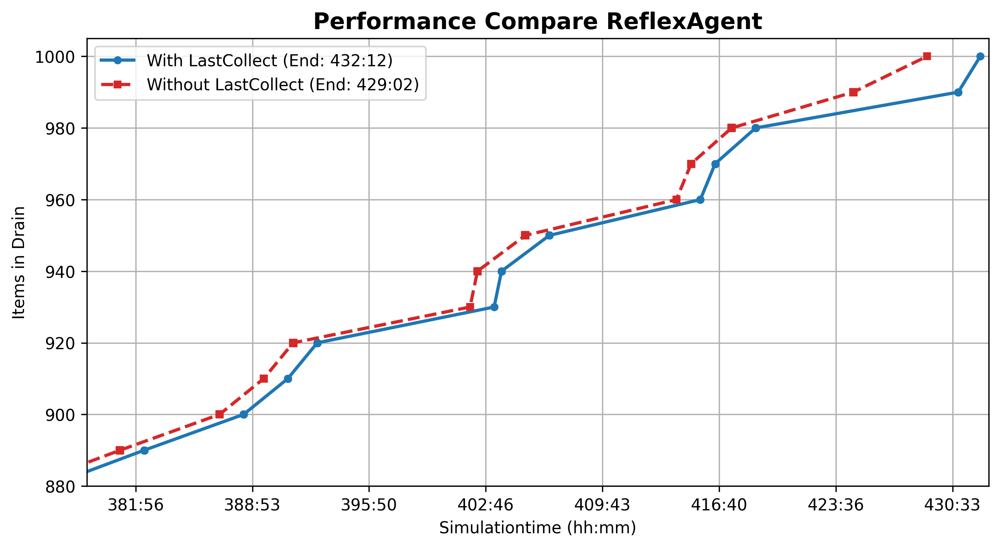 Performance Compare ReflexAgent
With LastCollect (End: 432:12)
Without LastCollect (End: 429:02)
Items in Drain
1000
980
960
940
920
900
880
381:56 388:53 395:50 402:46 409:43 416:40 423:36 430:33
Simulationtime (hh:mm)